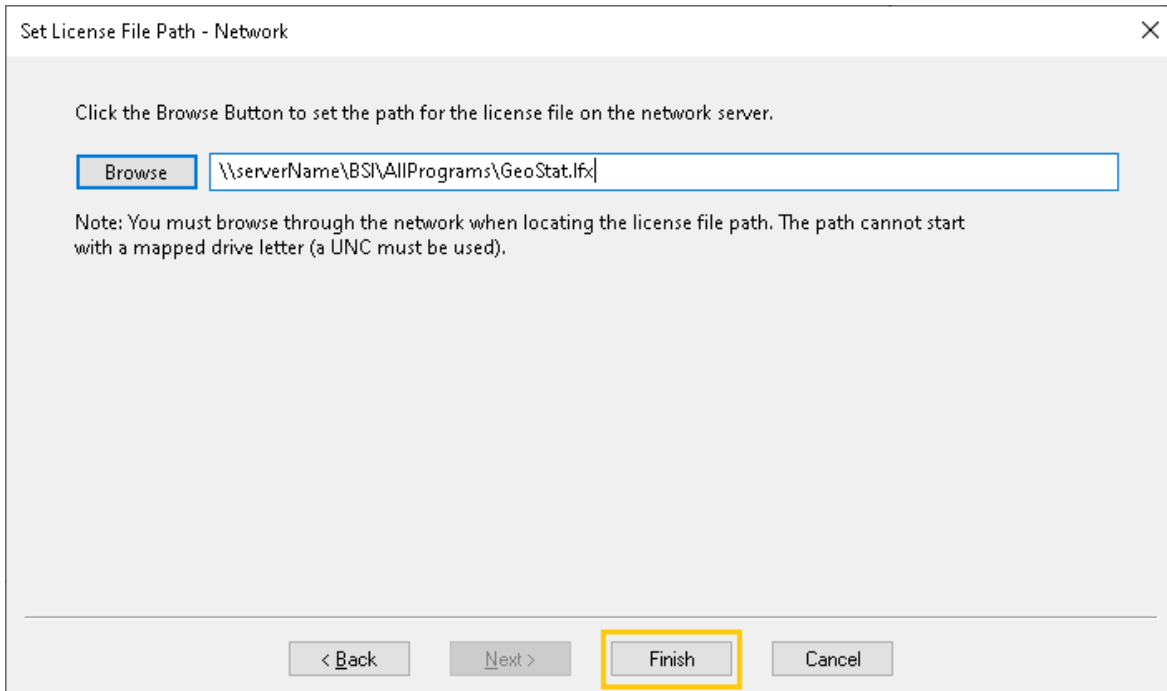 Set License File Path - Network
Click the Browse Button to set the path for the license file on the network server.
Browse
\\serverName\BSI\AllPrograms\GeoStat.lfx
Note: You must browse through the network when locating the license file path. The path cannot start
with a mapped drive letter (a UNC must be used).
< Back
Next >
Finish
Cancel